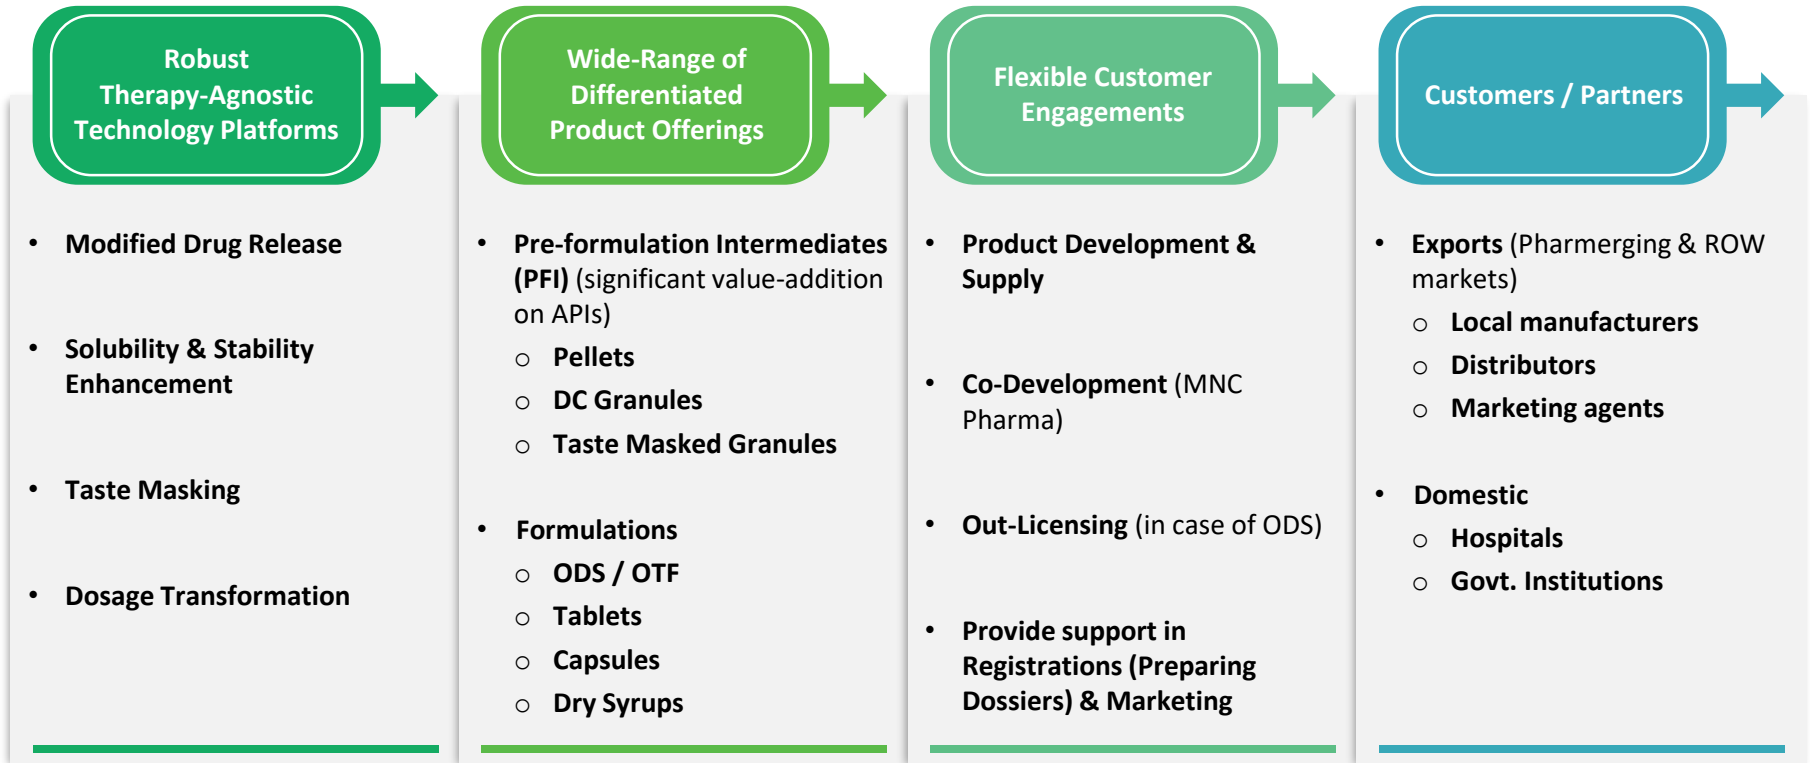 Robust
Therapy-Agnostic
Technology Platforms
• Modified Drug Release
• Solubility & Stability
Enhancement
• Taste Masking
• Dosage Transformation
Wide-Range of
Differentiated
Product Offerings
• Pre-formulation Intermediates
(PFI) (significant value-addition
on APIs)
o Pellets
o DC Granules
o Taste Masked Granules
• Formulations
o ODS / OTF
o Tablets
o Capsules
o Dry Syrups
Flexible Customer
Engagements
• Product Development &
Supply
• Co-Development (MNC
Pharma)
• Out-Licensing (in case of ODS)
• Provide support in
Registrations (Preparing
Dossiers) & Marketing
Customers / Partners
• Exports (Pharmerging & ROW
markets)
o Local manufacturers
o Distributors
o Marketing agents
• Domestic
o Hospitals
o Govt. Institutions